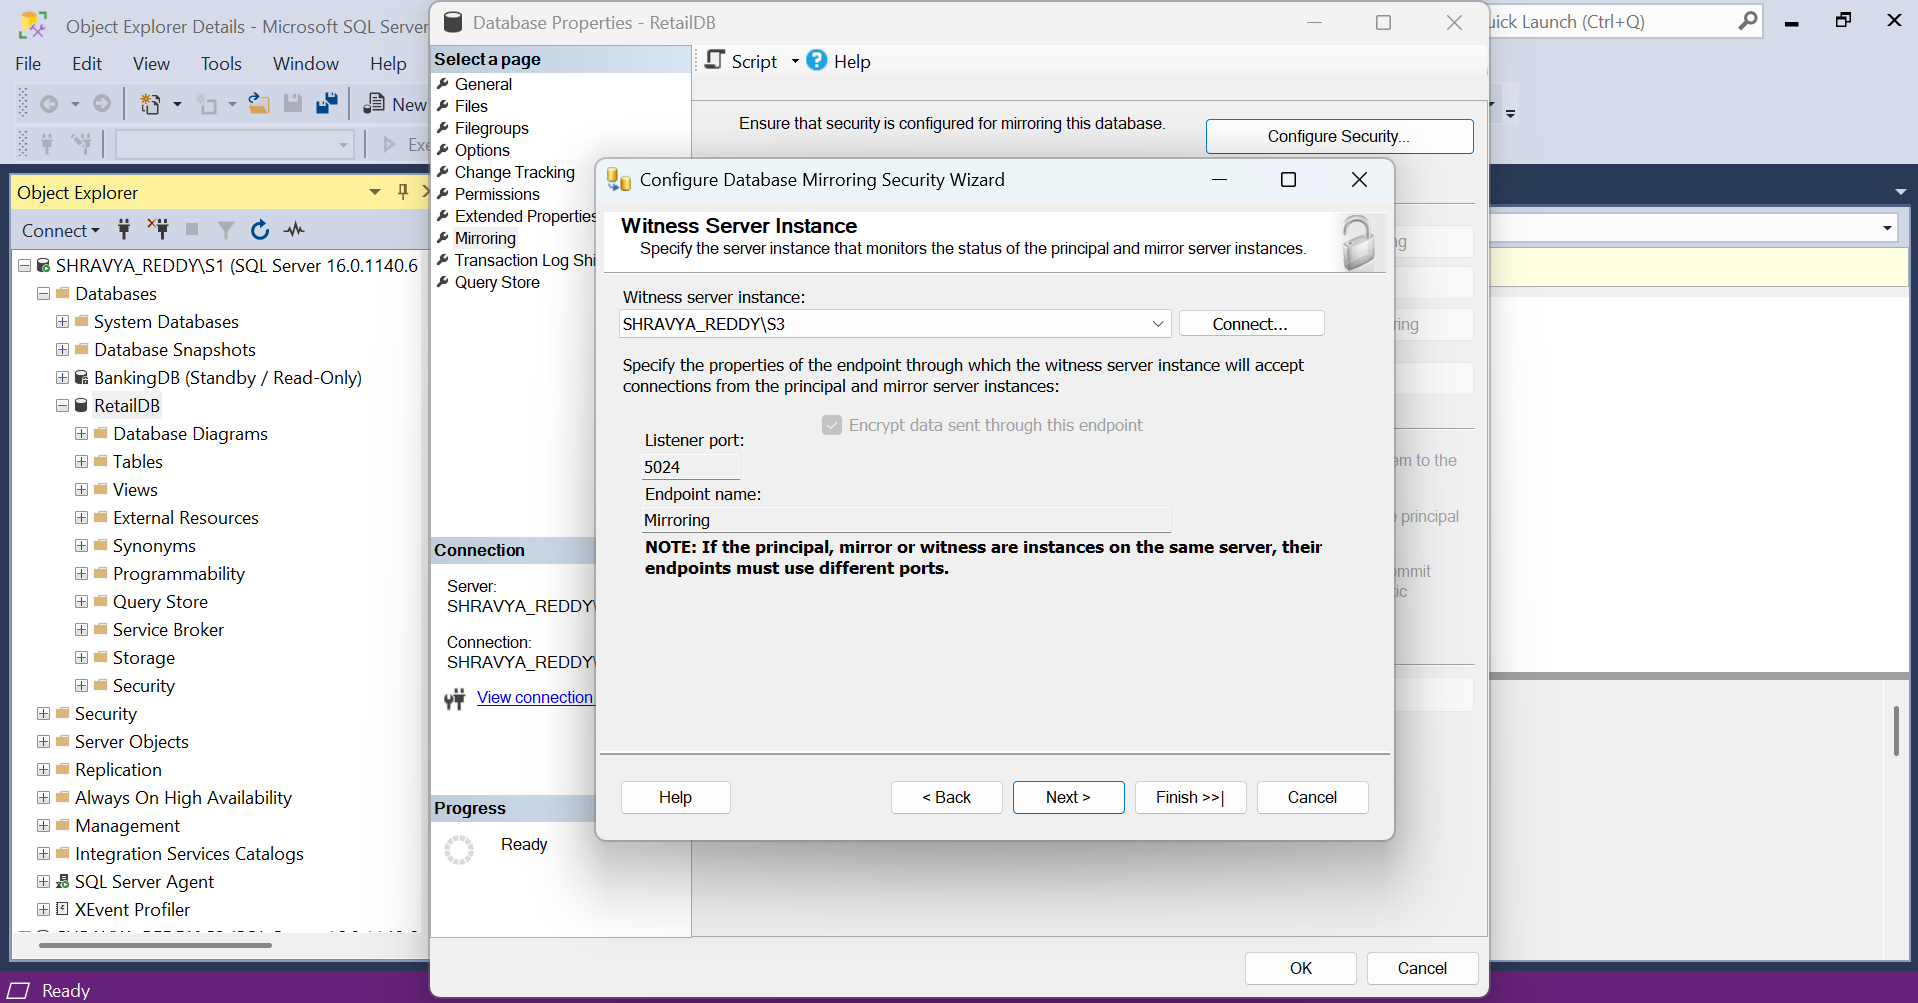 Object Explorer Details - Microsoft SQL Server
File Edit View Tools Window Help
New
Exe
Object Explorer
Connect
SHRAVYA_REDDY\S1 (SQL Server 16.0.1140.6
Databases
System Databases
Database Snapshots
BankingDB (Standby / Read-Only)
RetailDB
Database Diagrams
Tables
Views
External Resources
Synonyms
Programmability
Query Store
Service Broker
Storage
Security
Security
Server Objects
Replication
Always On High Availability
Management
Integration Services Catalogs
SQL Server Agent
XEvent Profiler
Ready
Database Properties - RetailDB
Select a page
General
Files
Filegroups
Options
Change Tracking
Permissions
Extended Properties
Mirroring
Transaction Log Shi
Query Store
Connection
Server:
SHRAVYA_REDDY\
Connection:
SHRAVYA_REDDY\
View connection
Progress
Ready
Script Help
Ensure that security is configured for mirroring this database.
Configure Security...
Configure Database Mirroring Security Wizard
Witness Server Instance
Specify the server instance that monitors the status of the principal and mirror server instances.
Witness server instance:
SHRAVYA_REDDY\S3
Connect...
Specify the properties of the endpoint through which the witness server instance will accept
connections from the principal and mirror server instances:
Encrypt data sent through this endpoint
Listener port:
5024
Endpoint name:
Mirroring
NOTE: If the principal, mirror or witness are instances on the same server, their
endpoints must use different ports.
Help < Back Next > Finish >>| Cancel
ng
ring
em to the
principal
ommit
ic
OK Cancel
uick Launch (Ctrl+Q)